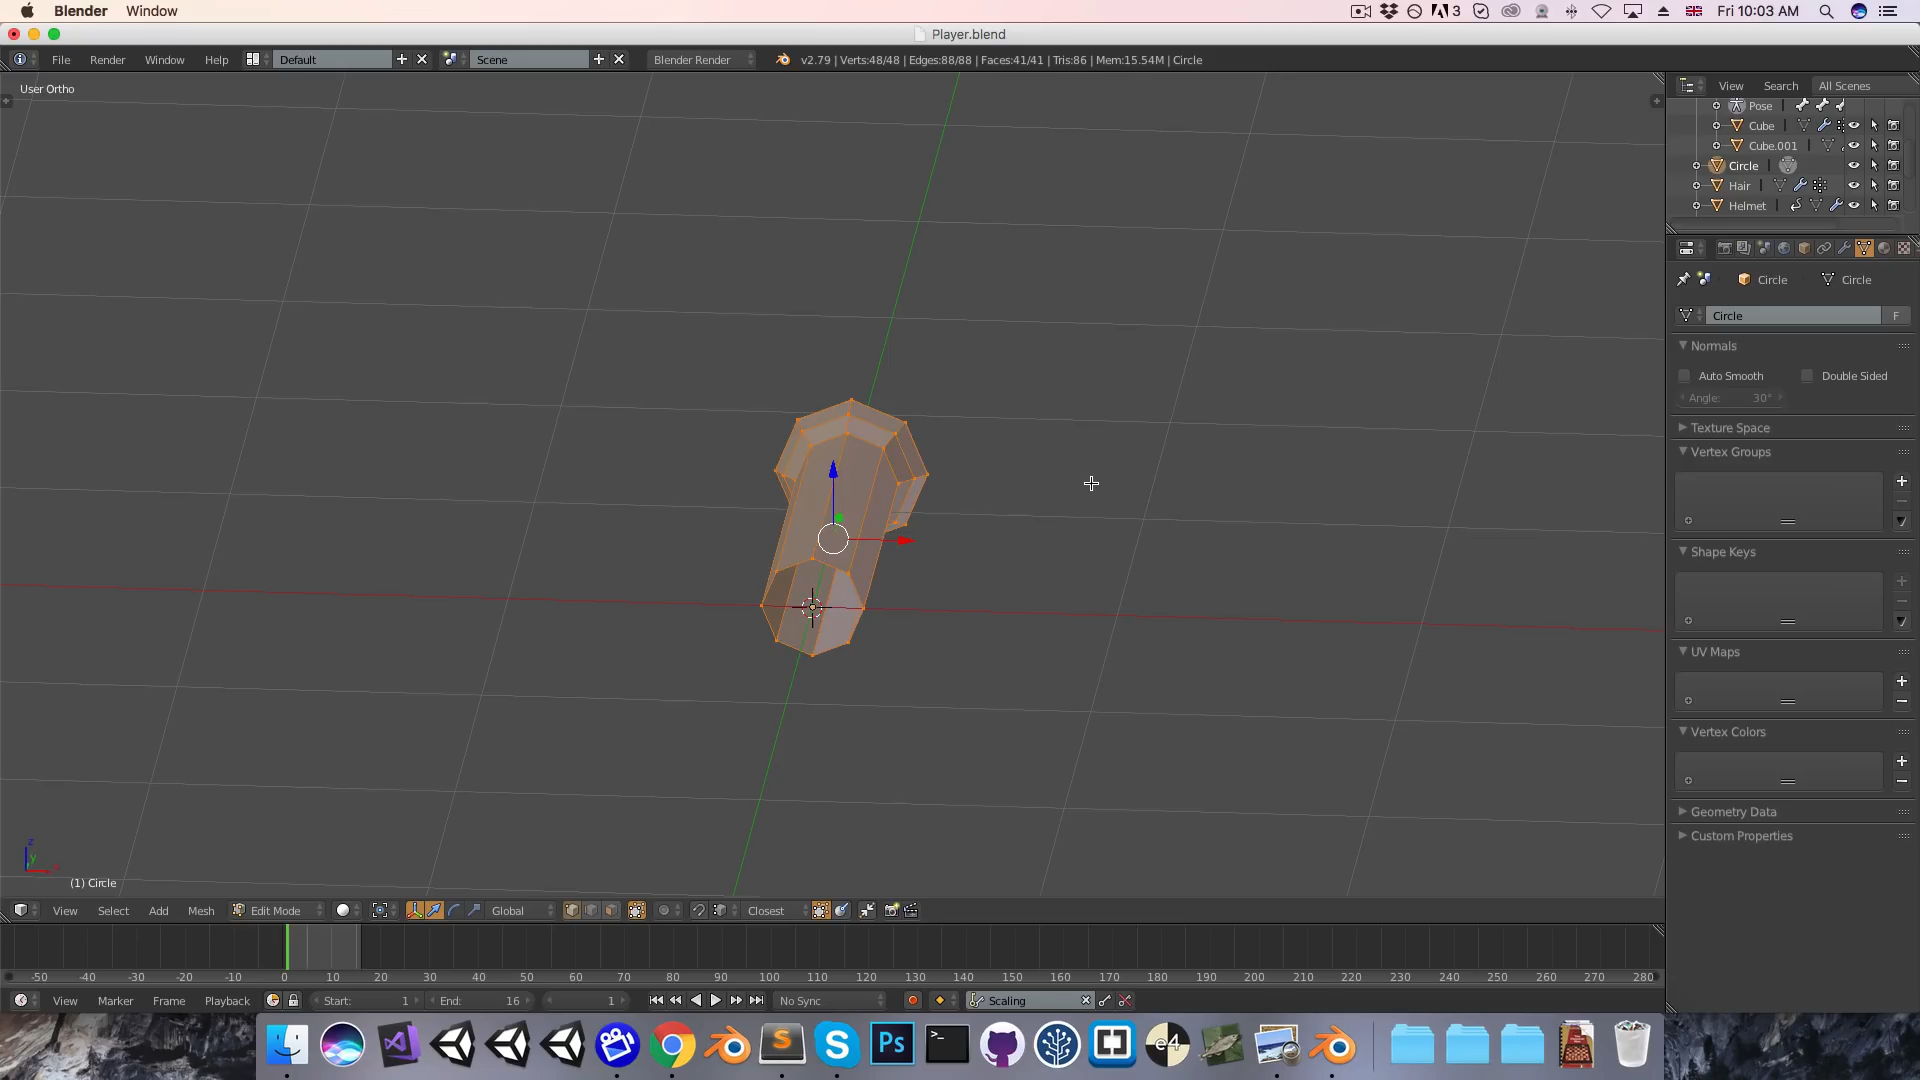 Blender Window
3 Fri 10:03 AM
Player.blend
File Render Window Help Default Scene Blender Render v2.79 | Verts:48/48 | Edges:88/88 | Faces:41/41 | Tris:86 | Mem:15.54M | Circle
User Ortho
View Search All Scenes
Pose
Cube
Cube.001
Circle
Hair
Helmet
Circle Circle
Circle F
Normals
Auto Smooth Double Sided
Angle: 30°
Texture Space
Vertex Groups
Shape Keys
UV Maps
Vertex Colors
Geometry Data
Custom Properties
z
y
(1) Circle
View Select Add Mesh Edit Mode Global Closest
-50 -40 -30 -20 -10 0 10 20 30 40 50 60 70 80 90 100 110 120 130 140 150 160 170 180 190 200 210 220 230 240 250 260 270 280
View Marker Frame Playback Start: 1 End: 16 1 No Sync Scaling
S S Ps >_ e4